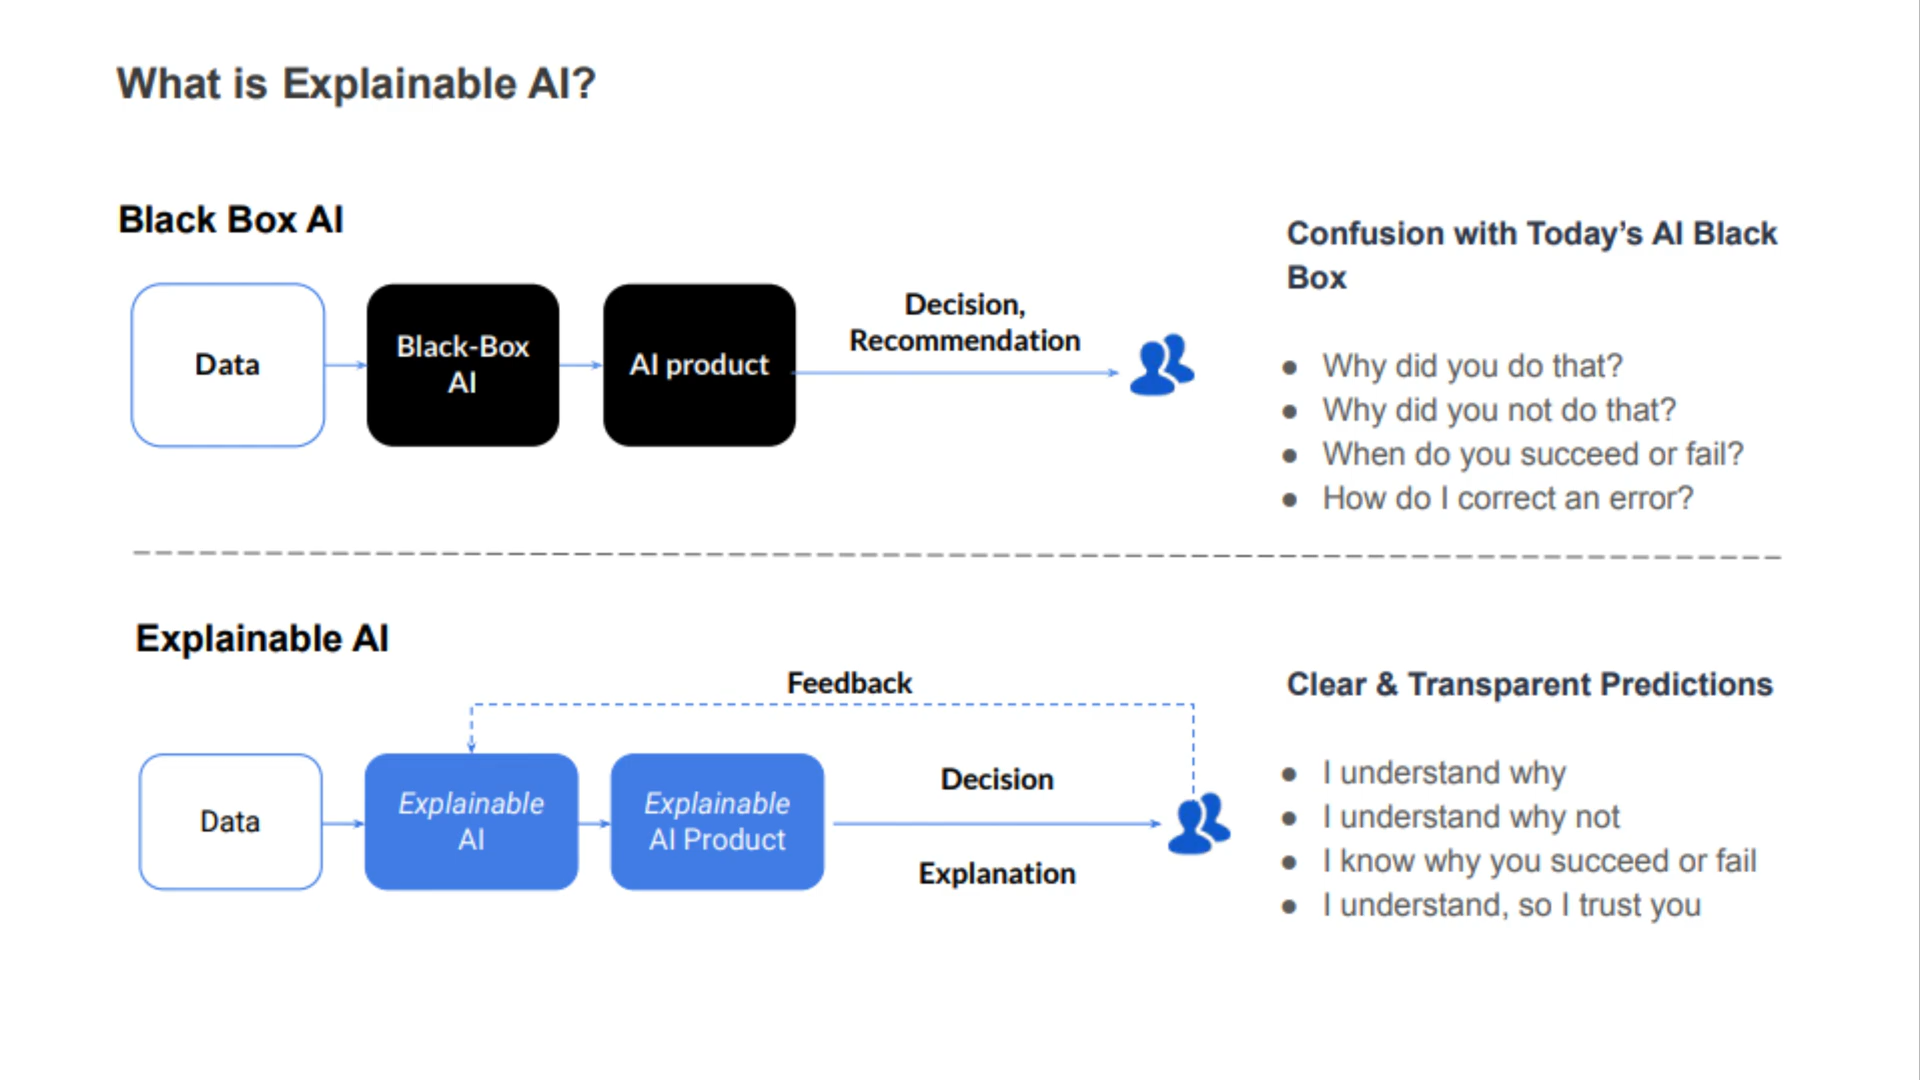 What is Explainable AI?
Black Box AI
Data
Black-Box
AI
AI product
Decision,
Recommendation
Confusion with Today’s AI Black
Box
● Why did you do that?
● Why did you not do that?
● When do you succeed or fail?
● How do I correct an error?
Explainable AI
Feedback
Data
Explainable
AI
Explainable
AI Product
Decision
Explanation
Clear & Transparent Predictions
● I understand why
● I understand why not
● I know why you succeed or fail
● I understand, so I trust you